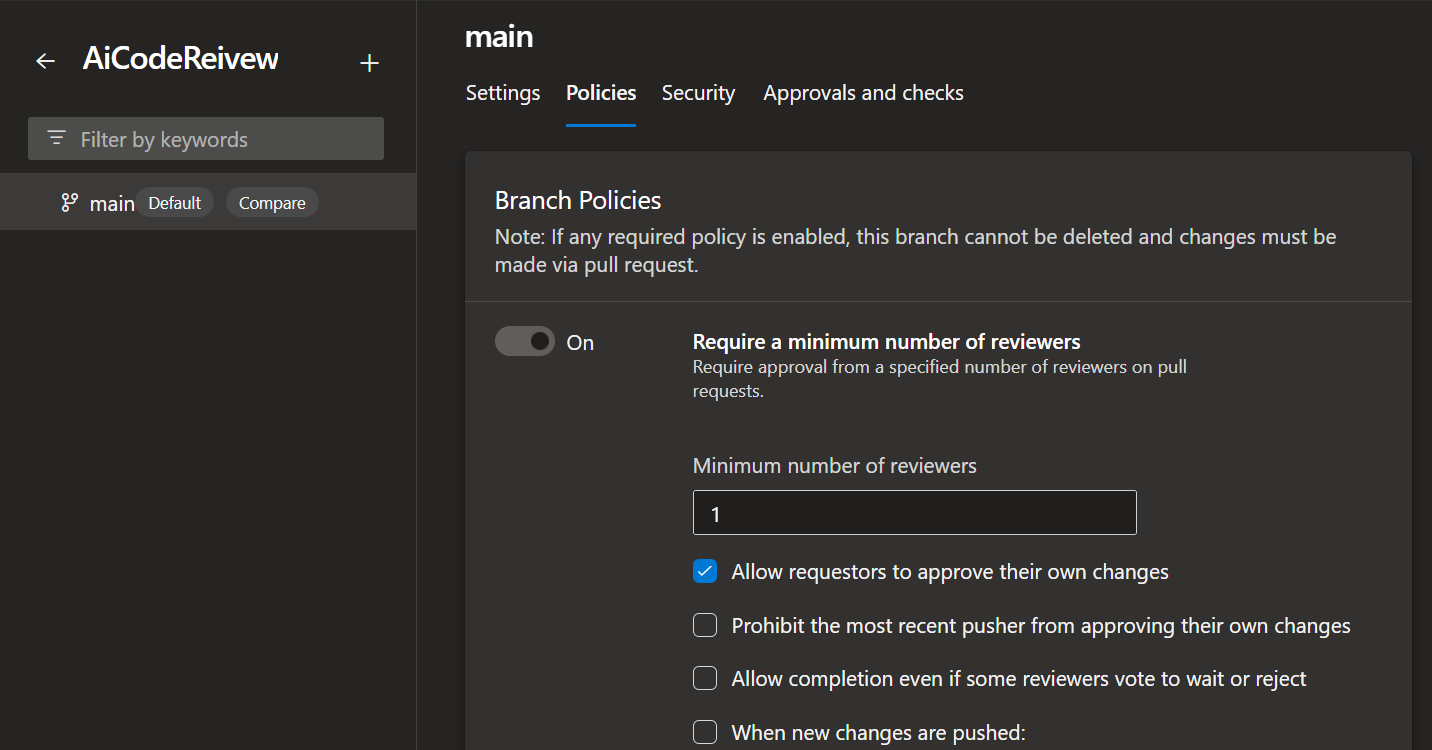 AiCodeReivew
Filter by keywords
main Default Compare
main
Settings Policies Security Approvals and checks
Branch Policies
Note: If any required policy is enabled, this branch cannot be deleted and changes must be
made via pull request.
On
Require a minimum number of reviewers
Require approval from a specified number of reviewers on pull
requests.
Minimum number of reviewers
1
Allow requestors to approve their own changes
Prohibit the most recent pusher from approving their own changes
Allow completion even if some reviewers vote to wait or reject
When new changes are pushed: